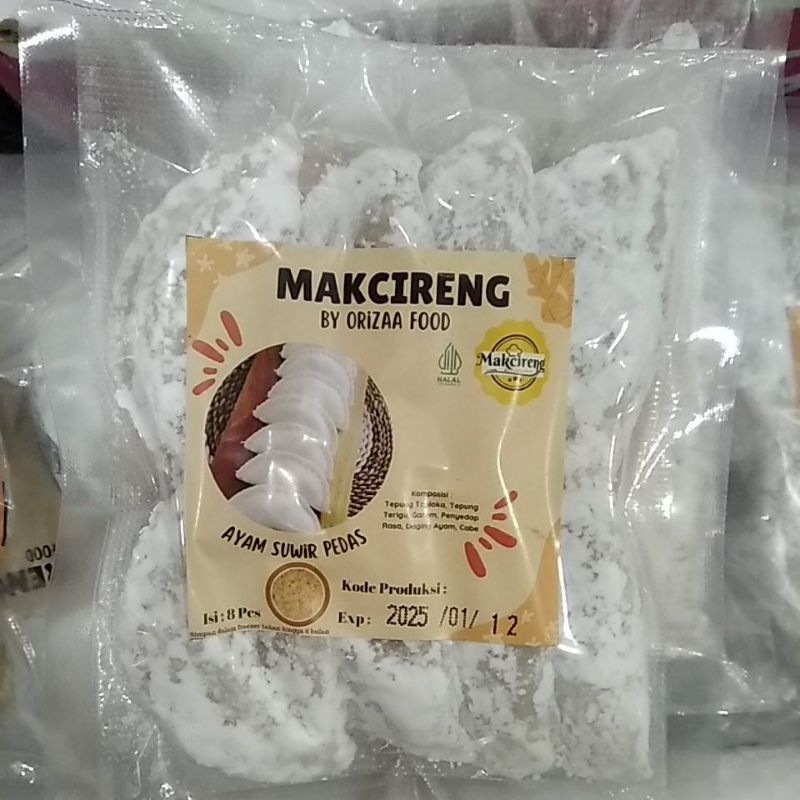 MAKCIRENG
BY ORiZAA FOOD
HALAL
Makcireng
Komposisi :
Tepung Tapioka, Tepung
Terigu, Garam, Penyedap
Rasa, Daging Ayam, Cabe
AYAM SUWiR PEDAS
Kode Produksi :
Isi : 8 Pcs
Exp : 2025 /01/ 12
Simpan dalam freezer tahan hingga 6 bulan